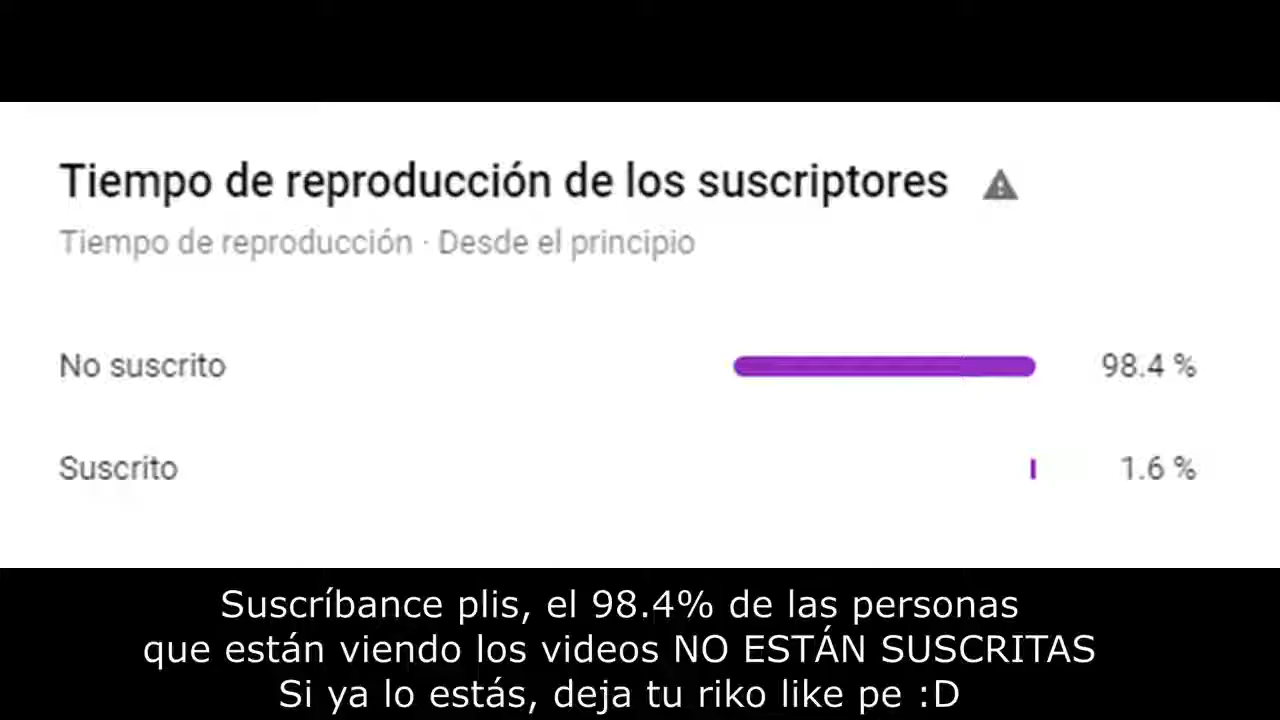 Tiempo de reproducción de los suscriptores
Tiempo de reproducción · Desde el principio
No suscrito 98.4 %
Suscrito 1.6 %
Suscríbance plis, el 98.4% de las personas
que están viendo los videos NO ESTÁN SUSCRITAS
Si ya lo estás, deja tu riko like pe :D